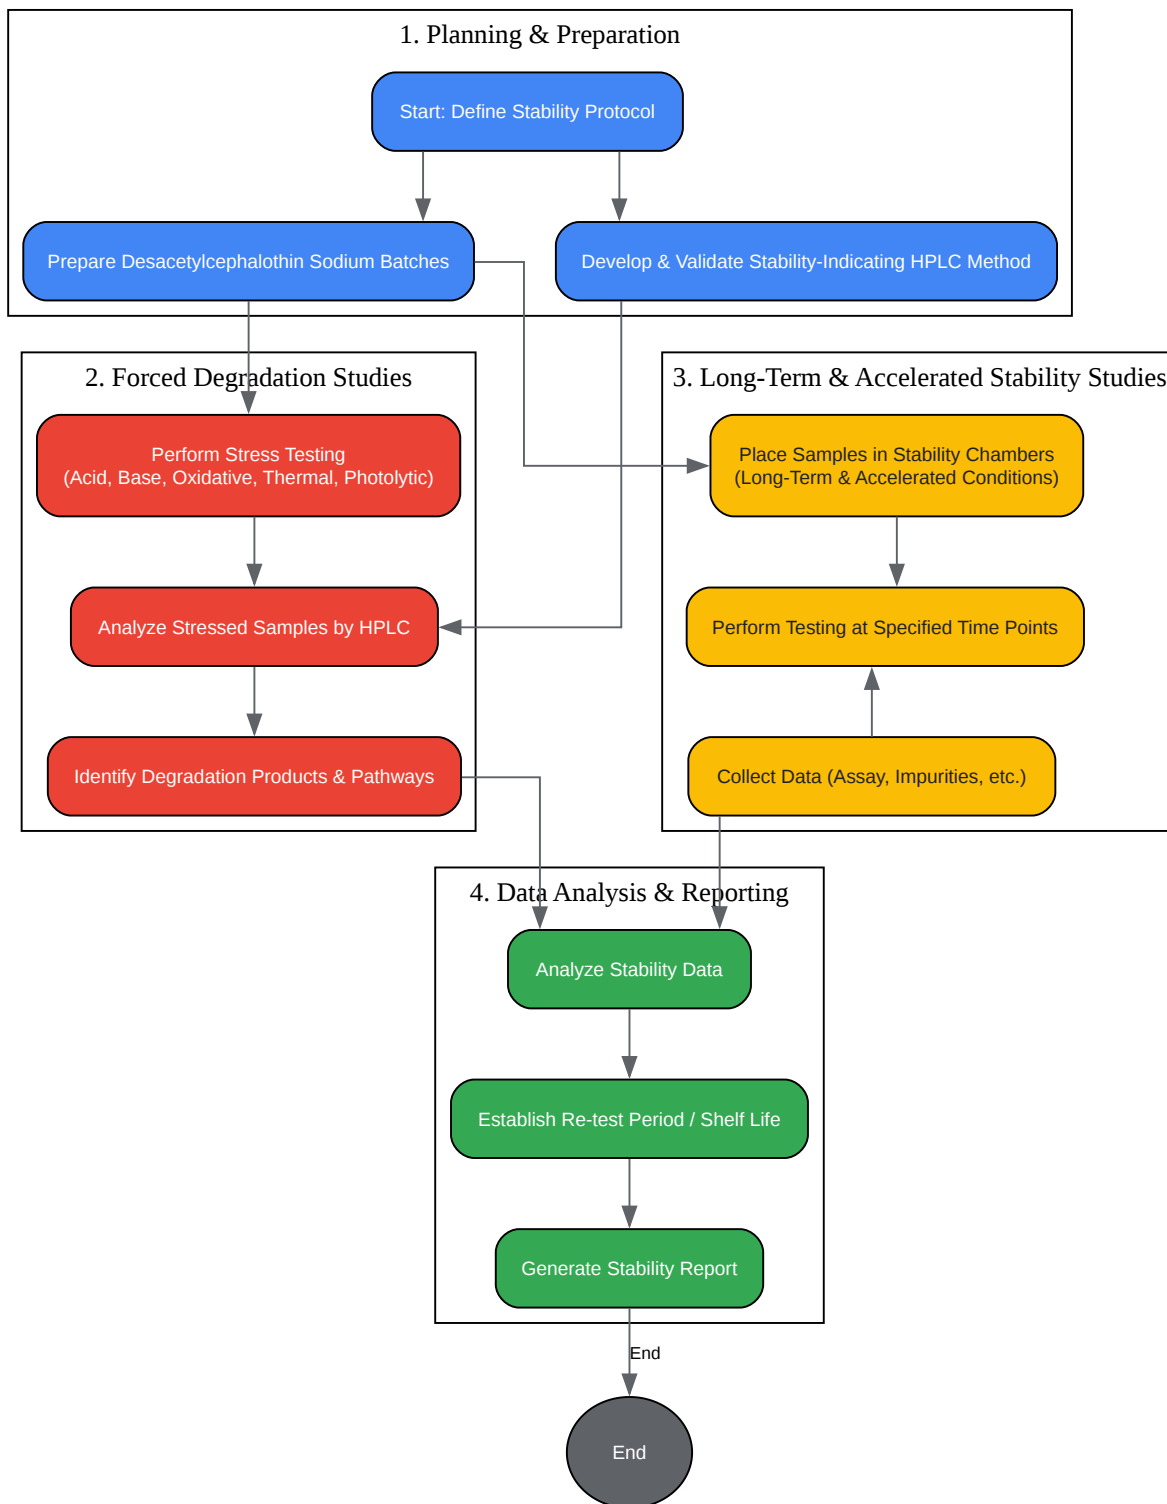 1. Planning & Preparation
Start: Define Stability Protocol
Prepare Desacetylcephalothin Sodium Batches
Develop & Validate Stability-Indicating HPLC Method
2. Forced Degradation Studies
Perform Stress Testing
(Acid, Base, Oxidative, Thermal, Photolytic)
Analyze Stressed Samples by HPLC
Identify Degradation Products & Pathways
3. Long-Term & Accelerated Stability Studies
Place Samples in Stability Chambers
(Long-Term & Accelerated Conditions)
Perform Testing at Specified Time Points
Collect Data (Assay, Impurities, etc.)
4. Data Analysis & Reporting
Analyze Stability Data
Establish Re-test Period / Shelf Life
Generate Stability Report
End
End